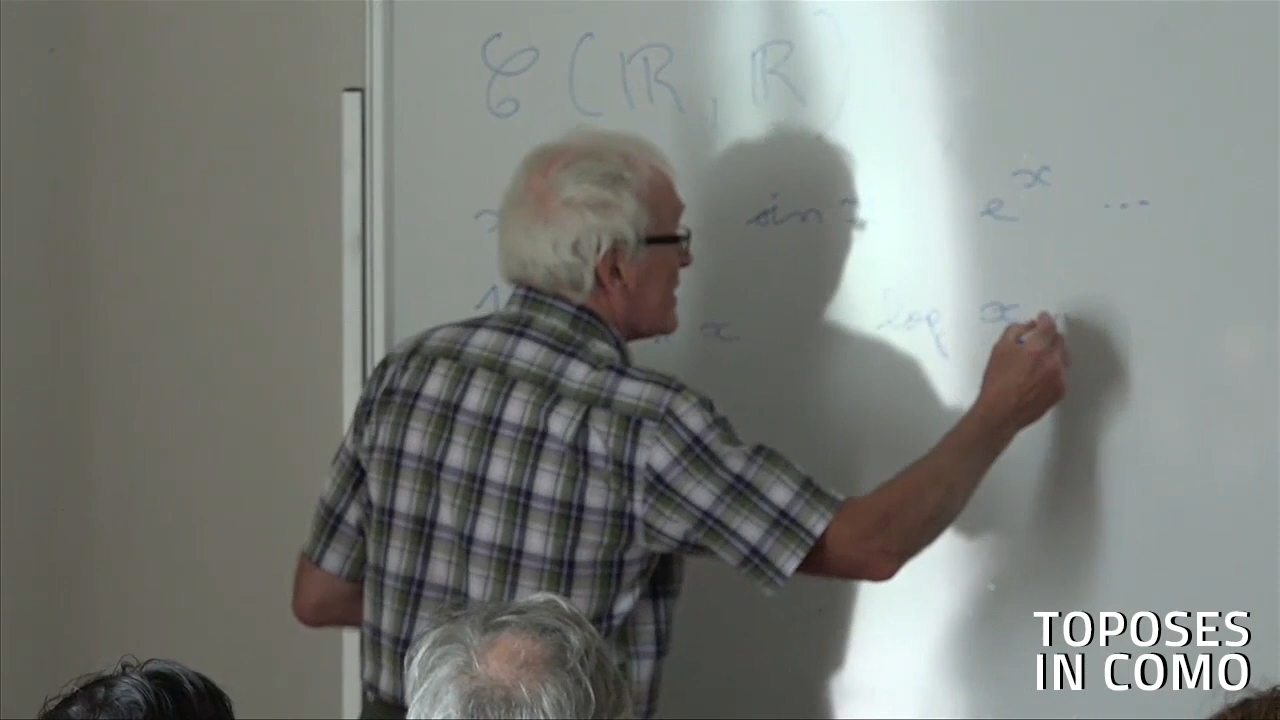 𝒞 (ℝ, ℝ)
sin x e^x ...
x log x
TOPOSES
IN COMO